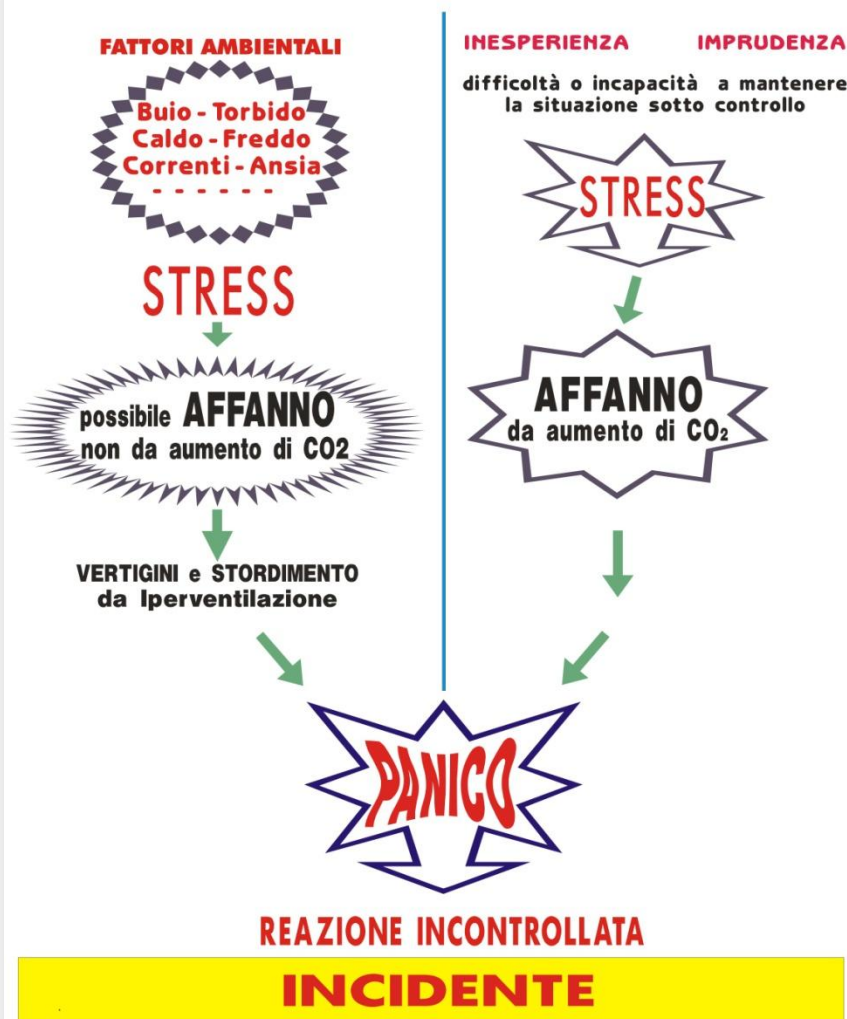 FATTORI AMBIENTALI
Buio - Torbido
Caldo - Freddo
Correnti - Ansia
- - - - - -
STRESS
possibile AFFANNO
non da aumento di CO2
VERTIGINI e STORDIMENTO
da Iperventilazione
INESPERIENZA IMPRUDENZA
difficoltà o incapacità a mantenere
la situazione sotto controllo
STRESS
AFFANNO
da aumento di CO₂
PANICO
REAZIONE INCONTROLLATA
INCIDENTE